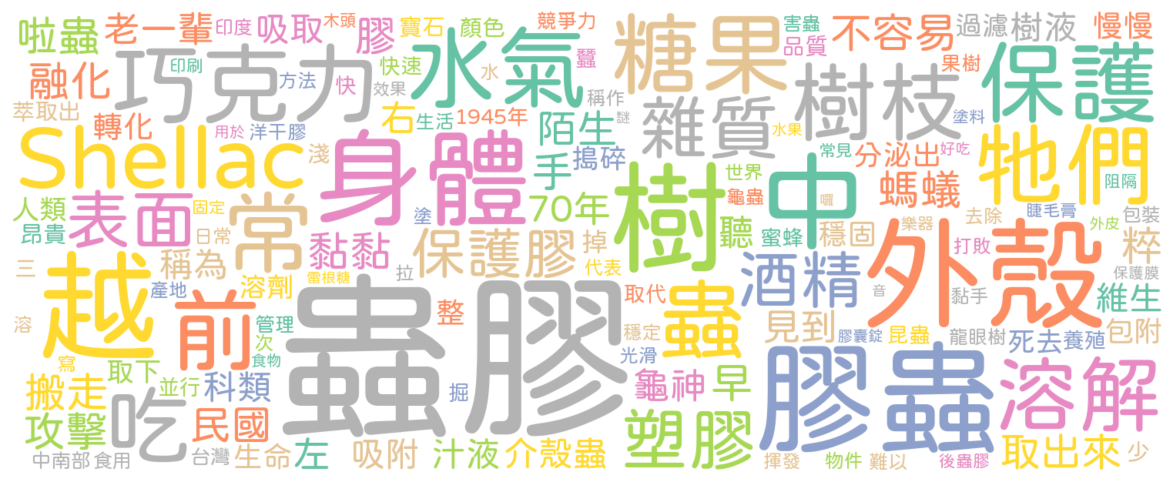 啦蟲 老一輩 印度 吸取 木頭 膠 寶石 顏色 競爭力 糖果 害蟲 品質 不容易 過濾 樹液 慢慢
融化 巧克力 印刷 方法 快 快速 效果 水氣 水 蠶 稱作 雜質 樹枝 果樹 塗料 保護
萃取出 轉化 用於 洋干膠 淺 右 生活 1945年 陌生 謎 水果
Shellac 身體 手 搗碎 世界 常見 分泌出 好吃 牠們 阻隔
人類 昂貴 表面 固定 日常 常 黏黏 塗 保護膠 70年 掉 樹 聽 龜蟲 蜜蜂 中 囉 穩固 螞蟻 樂器 去除 打敗 睫毛膏 外皮 包裝 粹
三 越 稱為 產地 溶劑 雷根糖 拉 代表 取代 酒精 外殼 音 黏手 保護膜 維生
溶 前 管理 次 食物 整 蟲膠 穩定 光滑 蟲 見到 膠囊錠 昆蟲 龍眼樹 死去 養殖 包附
寫 搬走 取下 並行 科類 掘 龜神 早 膠蟲 溶解
攻擊 吃 民國 塑膠
中南部 食用 台灣 生命 左 吸附 汁液 介殼蟲 揮發 物件 難以 後蟲膠 取出來 少